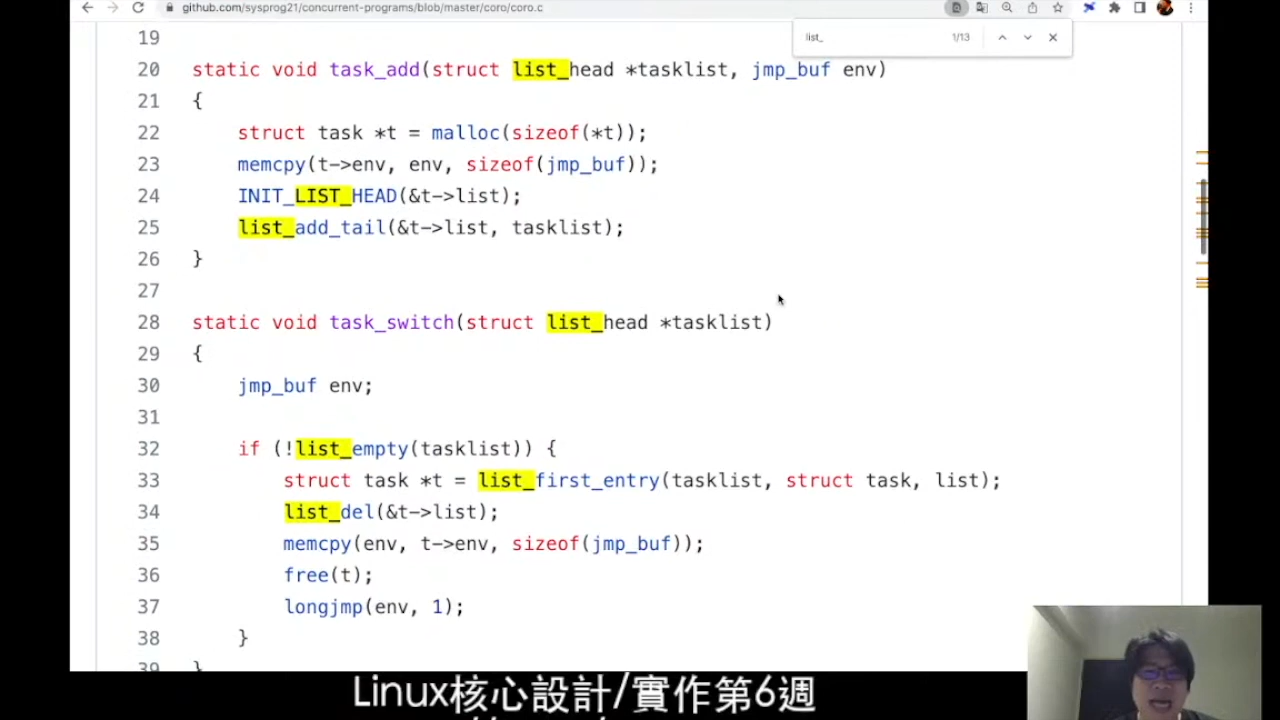 github.com/sysprog21/concurrent-programs/blob/master/coro/coro.c
list_ 1/13
19
20 static void task_add(struct list_head *tasklist, jmp_buf env)
21 {
22 struct task *t = malloc(sizeof(*t));
23 memcpy(t->env, env, sizeof(jmp_buf));
24 INIT_LIST_HEAD(&t->list);
25 list_add_tail(&t->list, tasklist);
26 }
27
28 static void task_switch(struct list_head *tasklist)
29 {
30 jmp_buf env;
31
32 if (!list_empty(tasklist)) {
33 struct task *t = list_first_entry(tasklist, struct task, list);
34 list_del(&t->list);
35 memcpy(env, t->env, sizeof(jmp_buf));
36 free(t);
37 longjmp(env, 1);
38 }
39 }
Linux核心設計/實作第6週